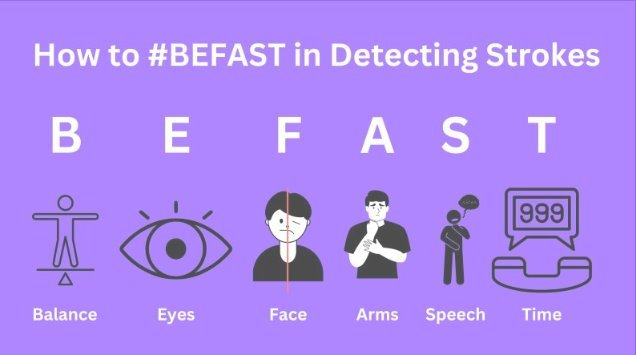 How to #BEFAST in Detecting Strokes
B E F A S T
999
Balance Eyes Face Arms Speech Time